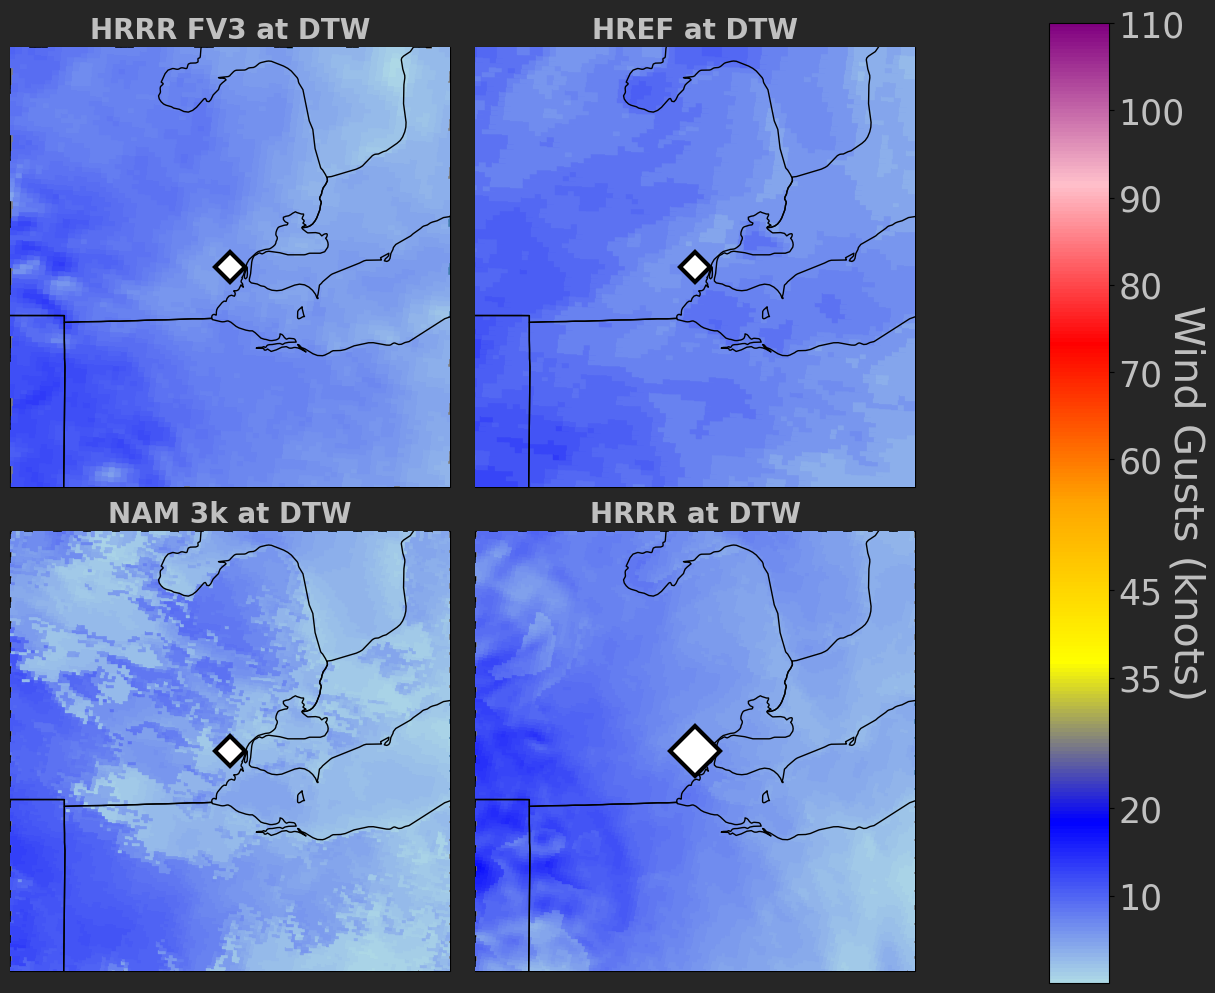 HRRR FV3 at DTW
HREF at DTW
NAM 3k at DTW
HRRR at DTW
110
100
90
80
70
60
45
35
20
10
Wind Gusts (knots)